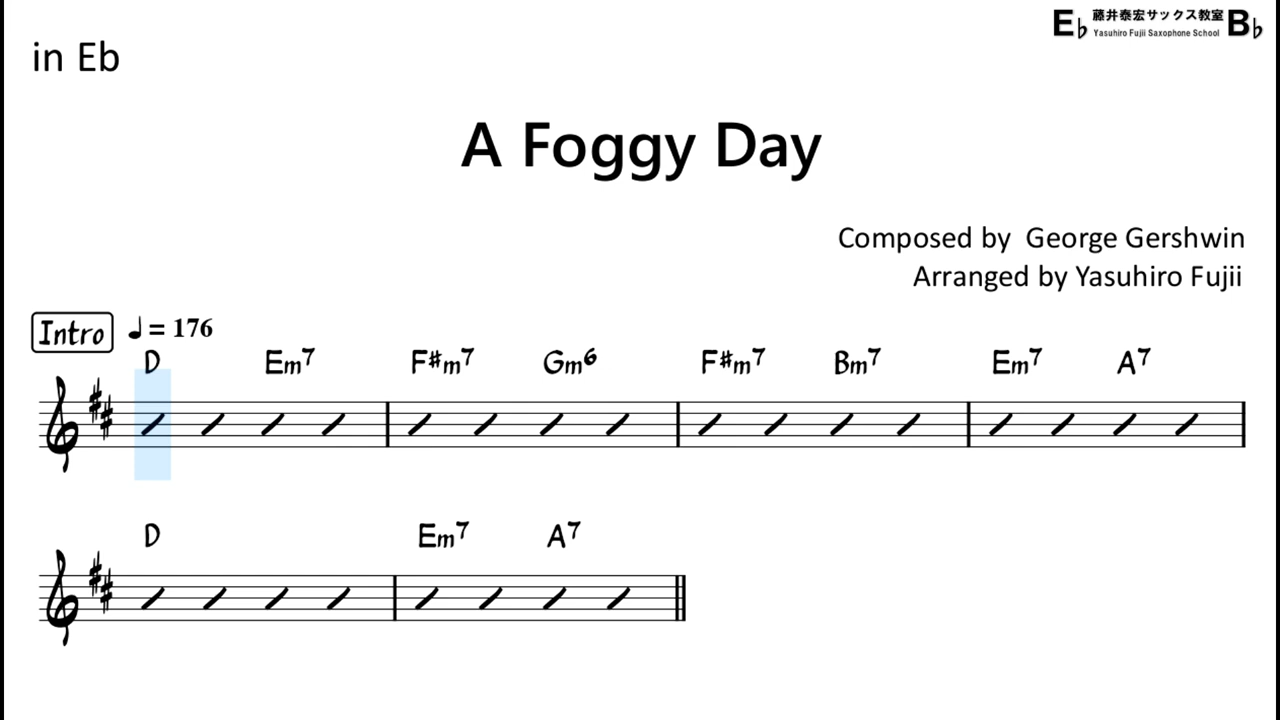 E♭ 藤井泰宏サックス教室 B♭
Yasuhiro Fujii Saxophone School
in Eb
A Foggy Day
Composed by George Gershwin
Arranged by Yasuhiro Fujii
Intro ♩= 176
D Em7 F#m7 Gm6 F#m7 Bm7 Em7 A7
D Em7 A7